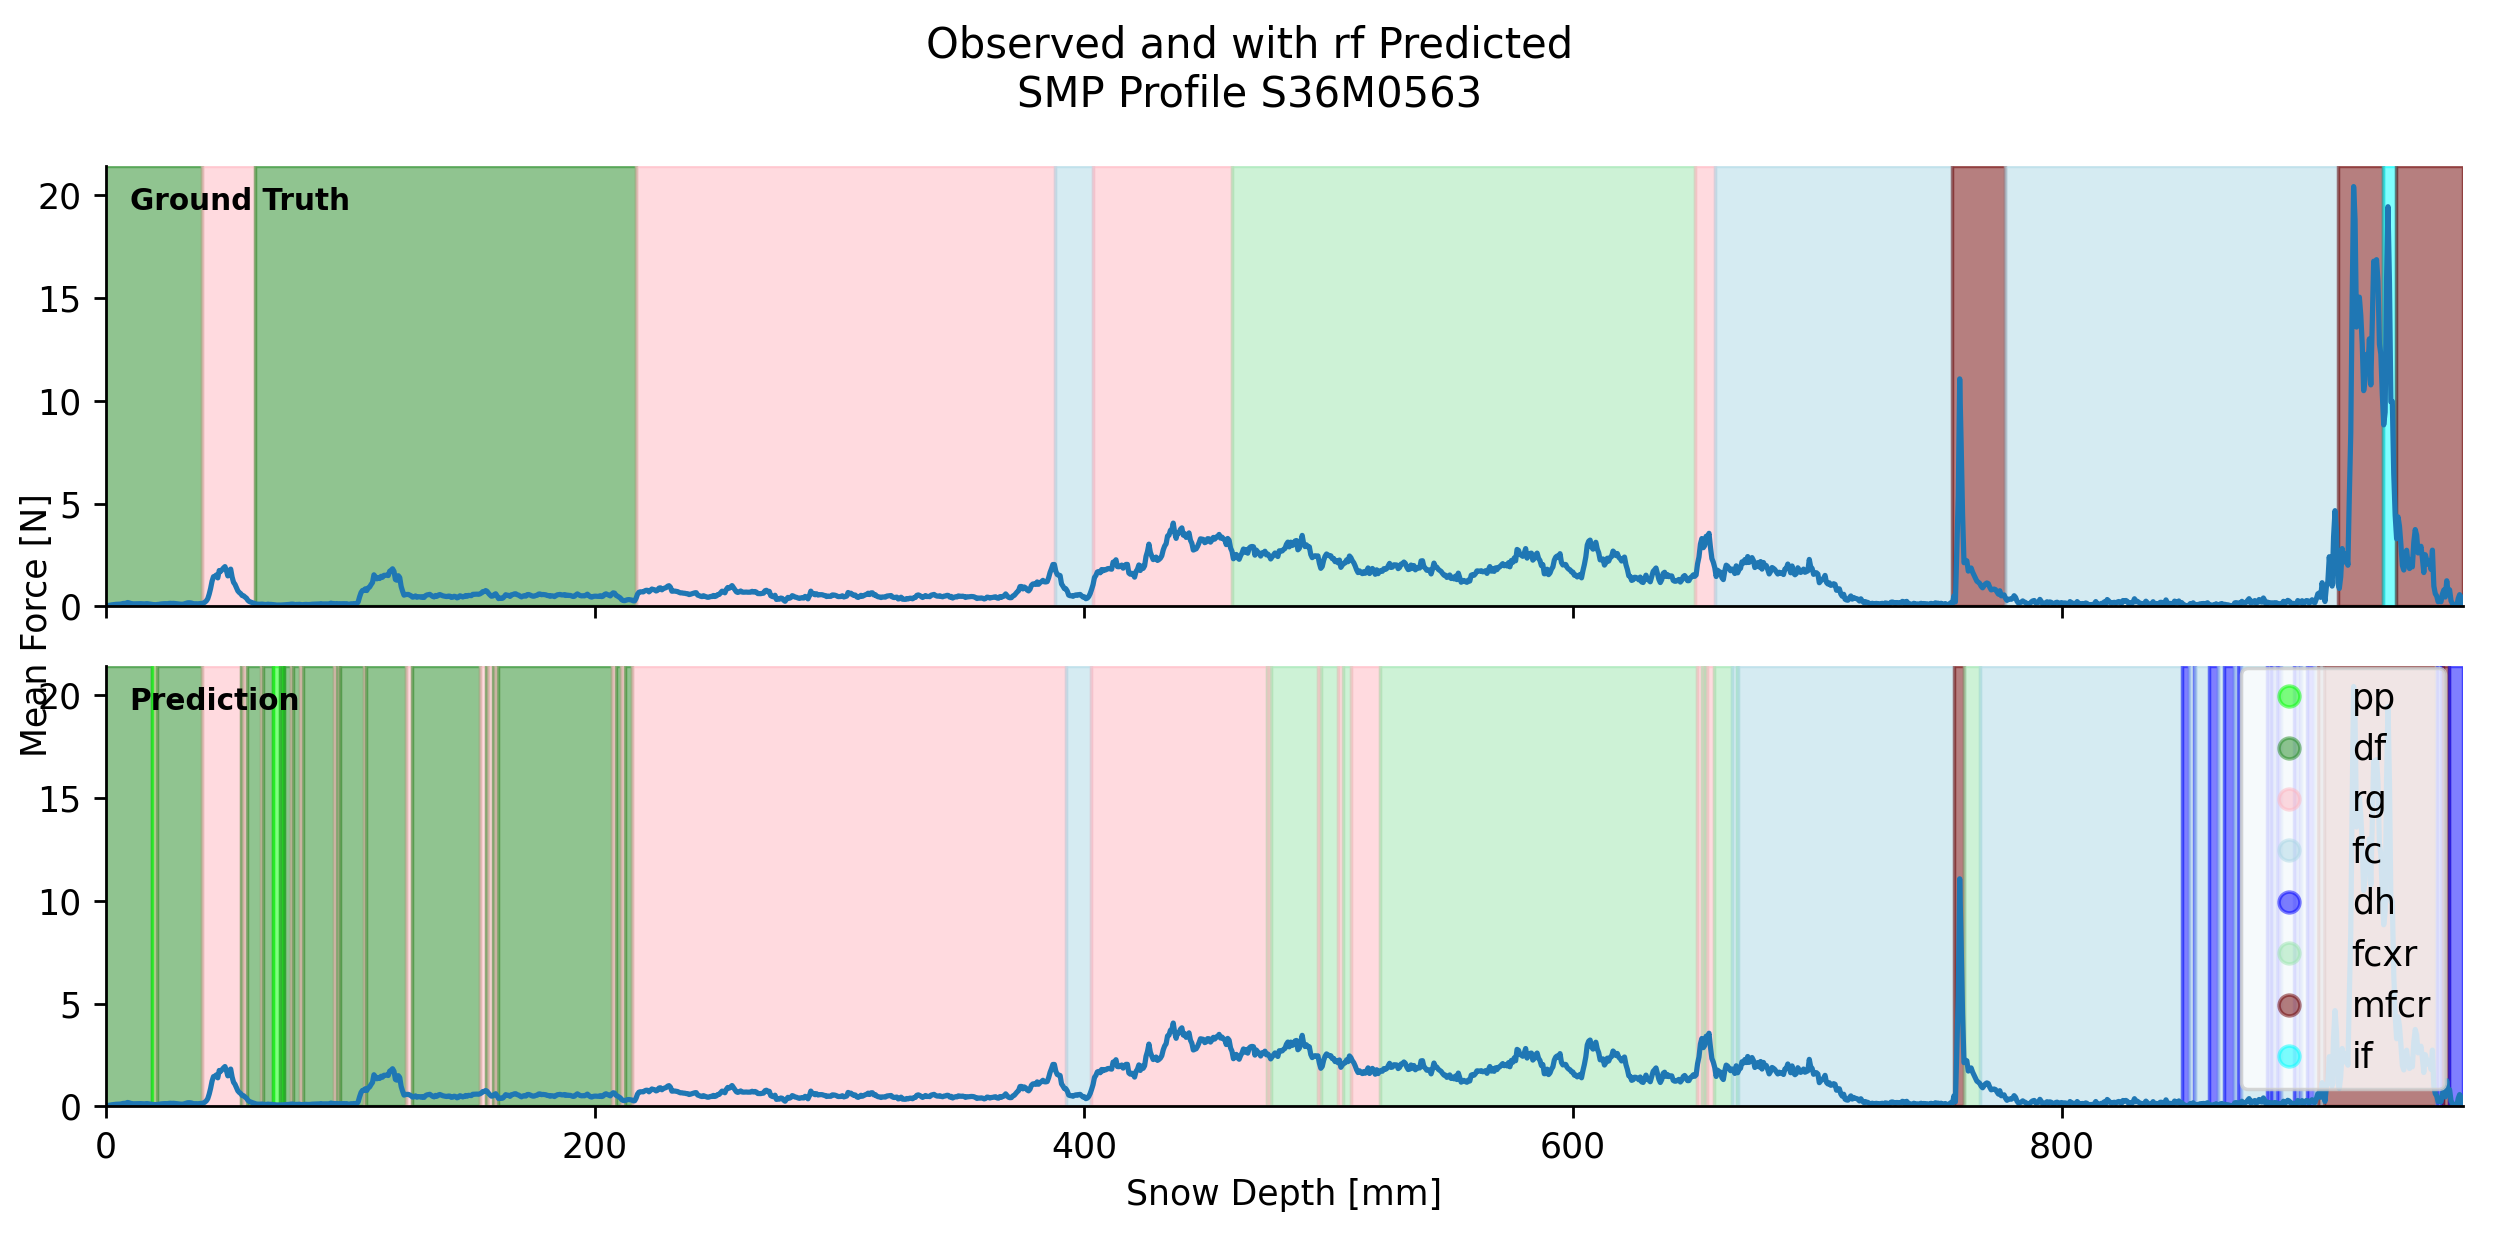 Observed and with rf Predicted
SMP Profile S36M0563
Mean Force [N]
Ground Truth
20
15
10
5
0
Prediction
20
15
10
5
0
pp
df
rg
fc
dh
fcxr
mfcr
if
0 200 400 600 800
Snow Depth [mm]